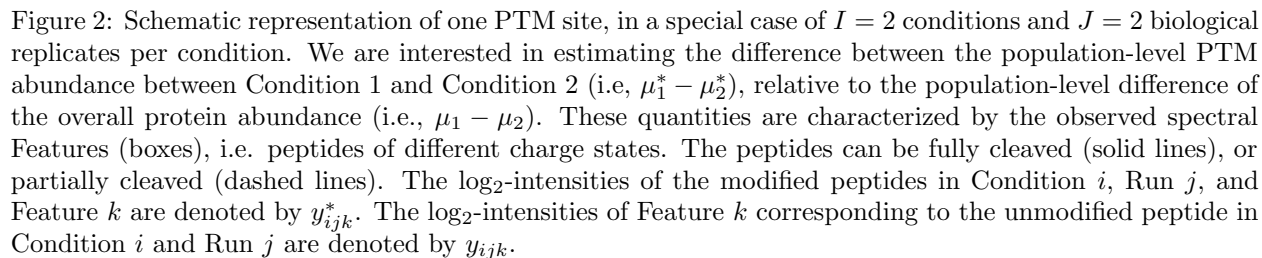 Figure 2: Schematic representation of one PTM site, in a special case of I = 2 conditions and J = 2 biological
replicates per condition. We are interested in estimating the difference between the population-level PTM
abundance between Condition 1 and Condition 2 (i.e, μ₁* − μ₂*), relative to the population-level difference of
the overall protein abundance (i.e., μ₁ − μ₂). These quantities are characterized by the observed spectral
Features (boxes), i.e. peptides of different charge states. The peptides can be fully cleaved (solid lines), or
partially cleaved (dashed lines). The log₂-intensities of the modified peptides in Condition i, Run j, and
Feature k are denoted by y*ᵢⱼₖ. The log₂-intensities of Feature k corresponding to the unmodified peptide in
Condition i and Run j are denoted by yᵢⱼₖ.